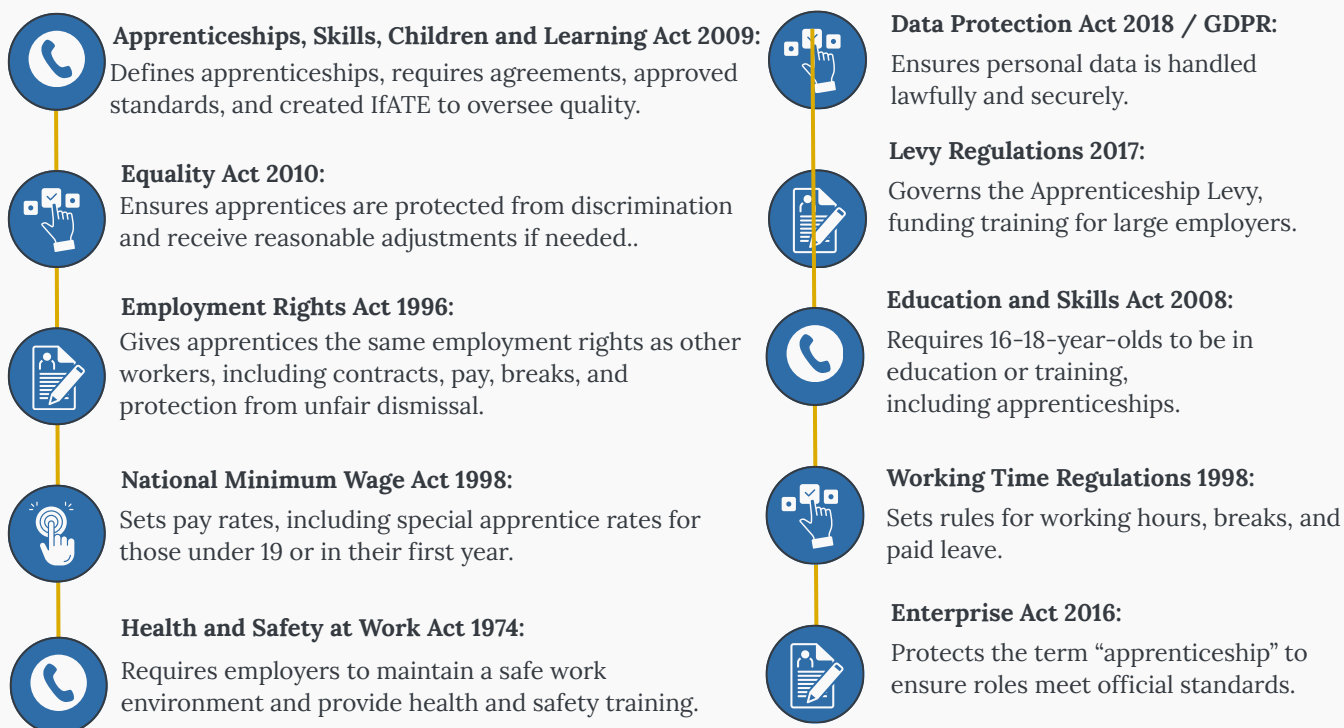 Apprenticeships, Skills, Children and Learning Act 2009:
Defines apprenticeships, requires agreements, approved
standards, and created IfATE to oversee quality.
Equality Act 2010:
Ensures apprentices are protected from discrimination
and receive reasonable adjustments if needed..
Employment Rights Act 1996:
Gives apprentices the same employment rights as other
workers, including contracts, pay, breaks, and
protection from unfair dismissal.
National Minimum Wage Act 1998:
Sets pay rates, including special apprentice rates for
those under 19 or in their first year.
Health and Safety at Work Act 1974:
Requires employers to maintain a safe work
environment and provide health and safety training.
Data Protection Act 2018 / GDPR:
Ensures personal data is handled
lawfully and securely.
Levy Regulations 2017:
Governs the Apprenticeship Levy,
funding training for large employers.
Education and Skills Act 2008:
Requires 16-18-year-olds to be in
education or training,
including apprenticeships.
Working Time Regulations 1998:
Sets rules for working hours, breaks, and
paid leave.
Enterprise Act 2016:
Protects the term “apprenticeship” to
ensure roles meet official standards.